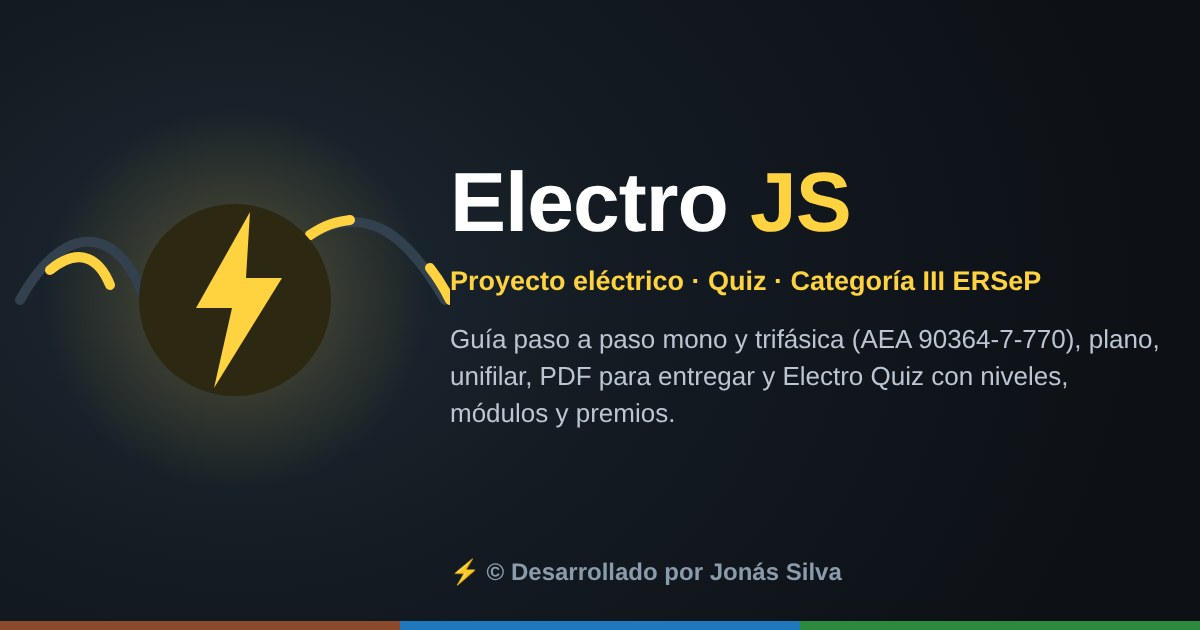 Electro JS
Proyecto eléctrico · Quiz · Categoría III ERSeP
Guía paso a paso mono y trifásica (AEA 90364-7-770), plano,
unifilar, PDF para entregar y Electro Quiz con niveles,
módulos y premios.
⚡ © Desarrollado por Jonás Silva